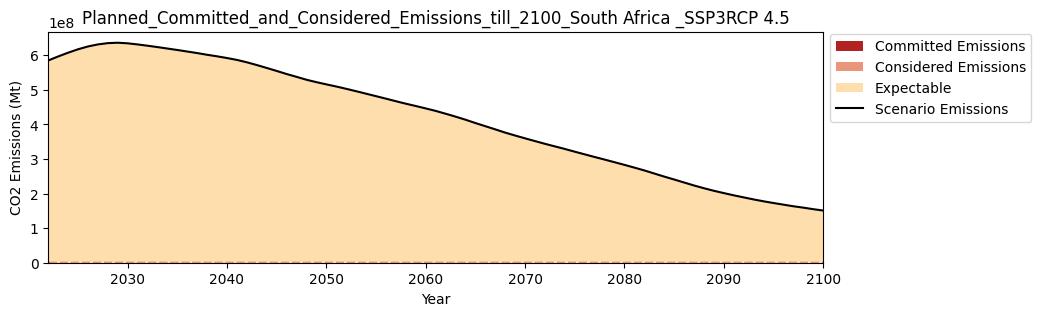 Planned_Committed_and_Considered_Emissions_till_2100_South Africa _SSP3RCP 4.5
1e8
CO2 Emissions (Mt)
6
5
4
3
2
1
0
2030 2040 2050 2060 2070 2080 2090 2100
Year
Committed Emissions
Considered Emissions
Expectable
Scenario Emissions